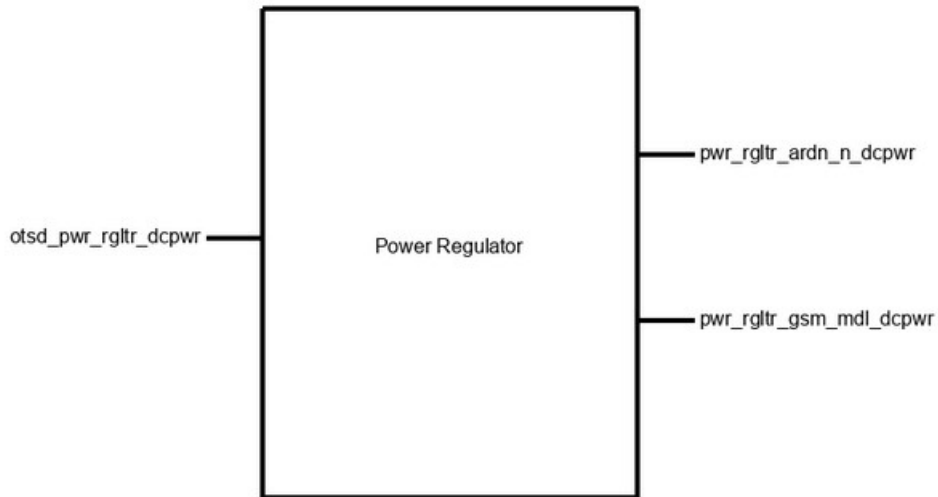 pwr_rgltr_ardn_n_dcpwr
otsd_pwr_rgltr_dcpwr
Power Regulator
pwr_rgltr_gsm_mdl_dcpwr